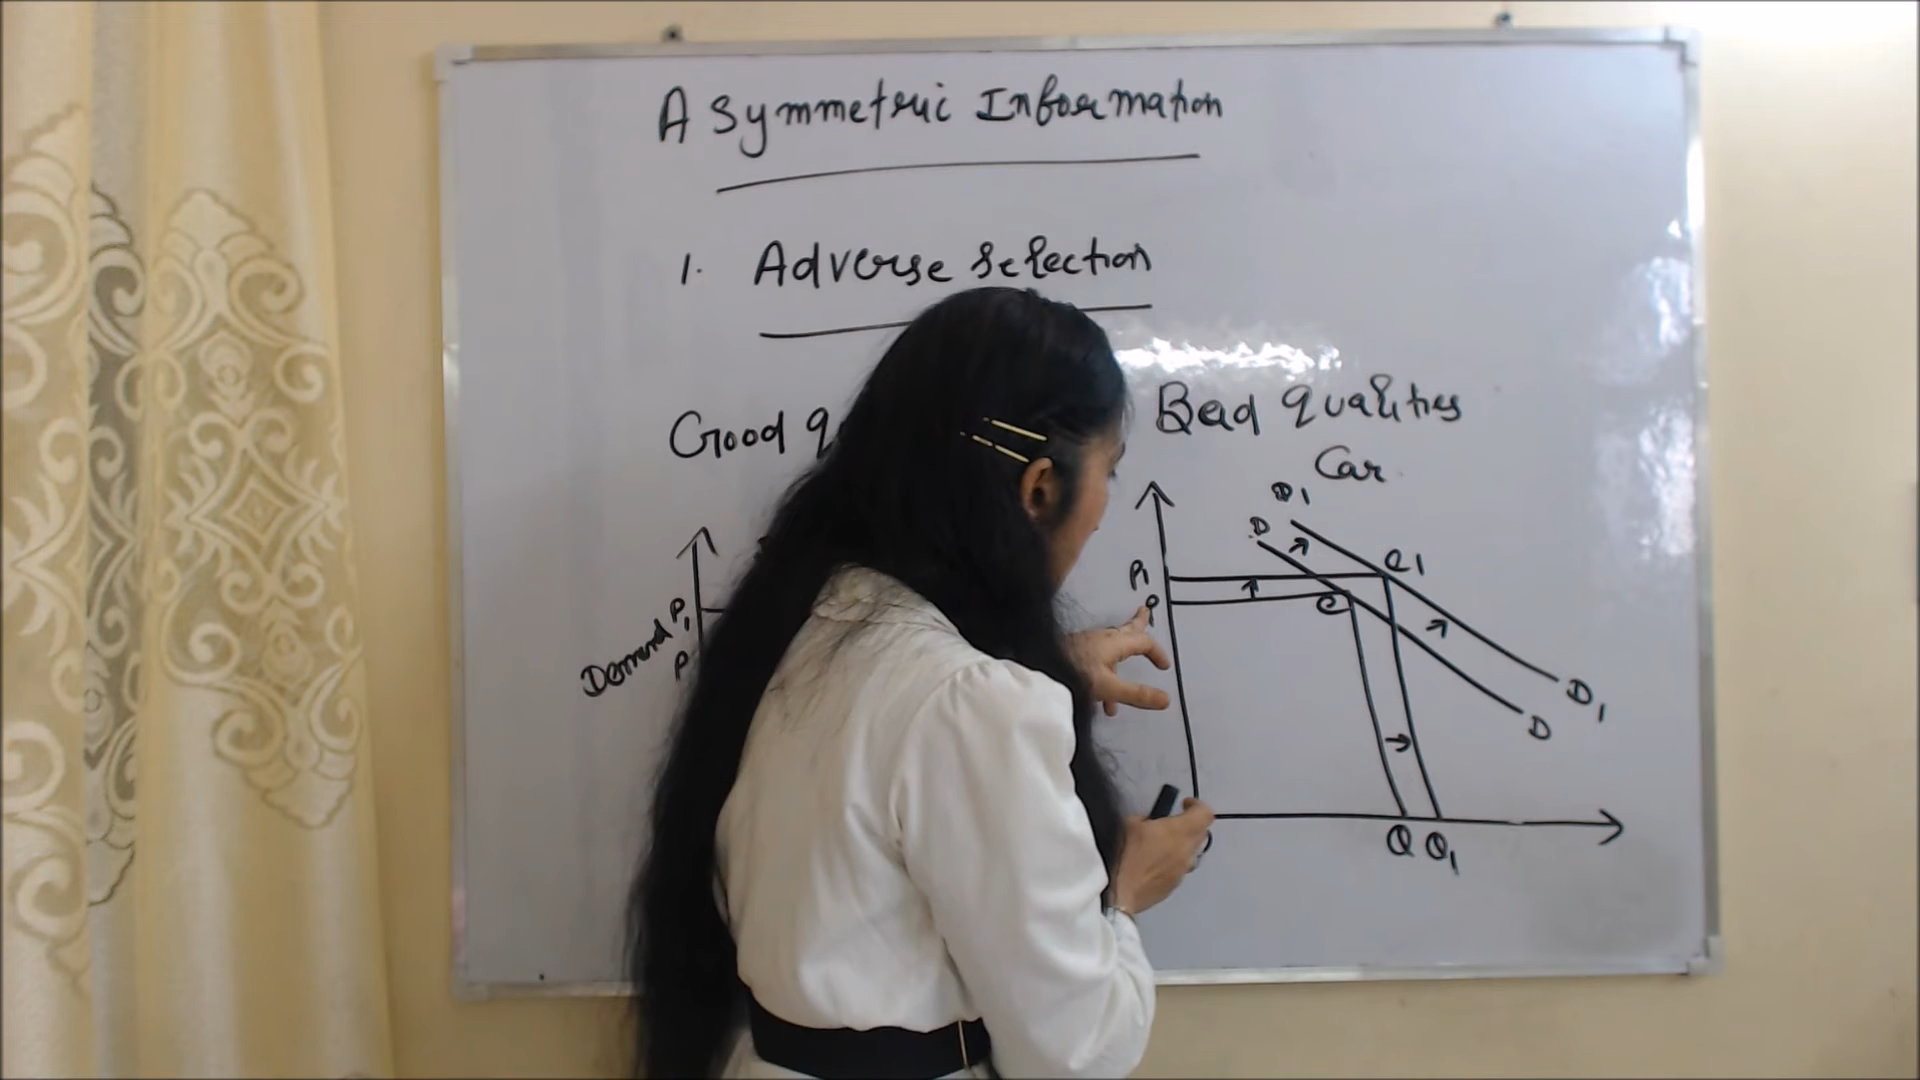 Asymmetric Information
1. Adverse Selection
Good q
Bad qualities
Car
D1
D
e1
P1
P
e
P1
Demand
P
D1
D
Q Q1